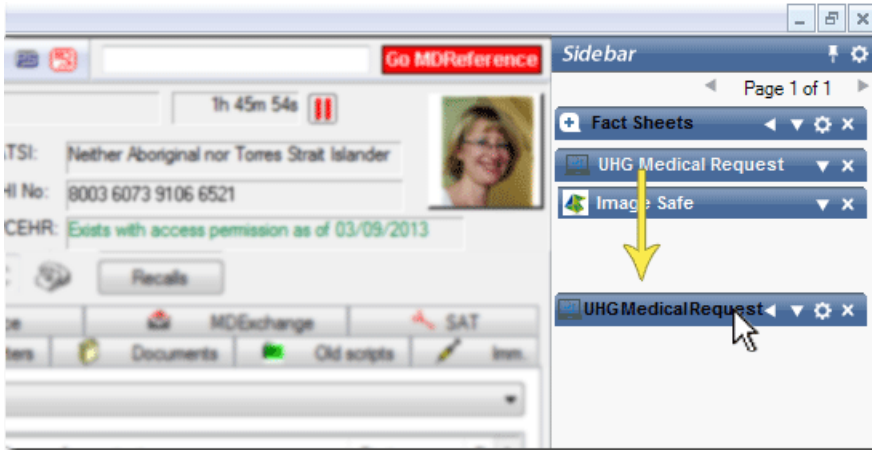 Go MDReference
Sidebar
Page 1 of 1
1h 45m 54s
Fact Sheets
TSI: Neither Aboriginal nor Torres Strait Islander
UHG Medical Request
HI No: 8003 6073 9106 6521
Image Safe
CEHR: Exists with access permission as of 03/09/2013
Recalls
UHG Medical Request
MDExchange
SAT
ters
Documents
Old scripts
Imm.